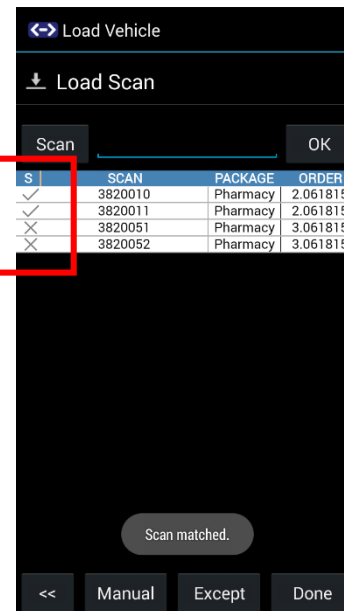 Load Vehicle
Load Scan
Scan OK
S SCAN PACKAGE ORDER
3820010 Pharmacy 2.061815
3820011 Pharmacy 2.061815
3820051 Pharmacy 3.061815
3820052 Pharmacy 3.061815
Scan matched.
<< Manual Except Done